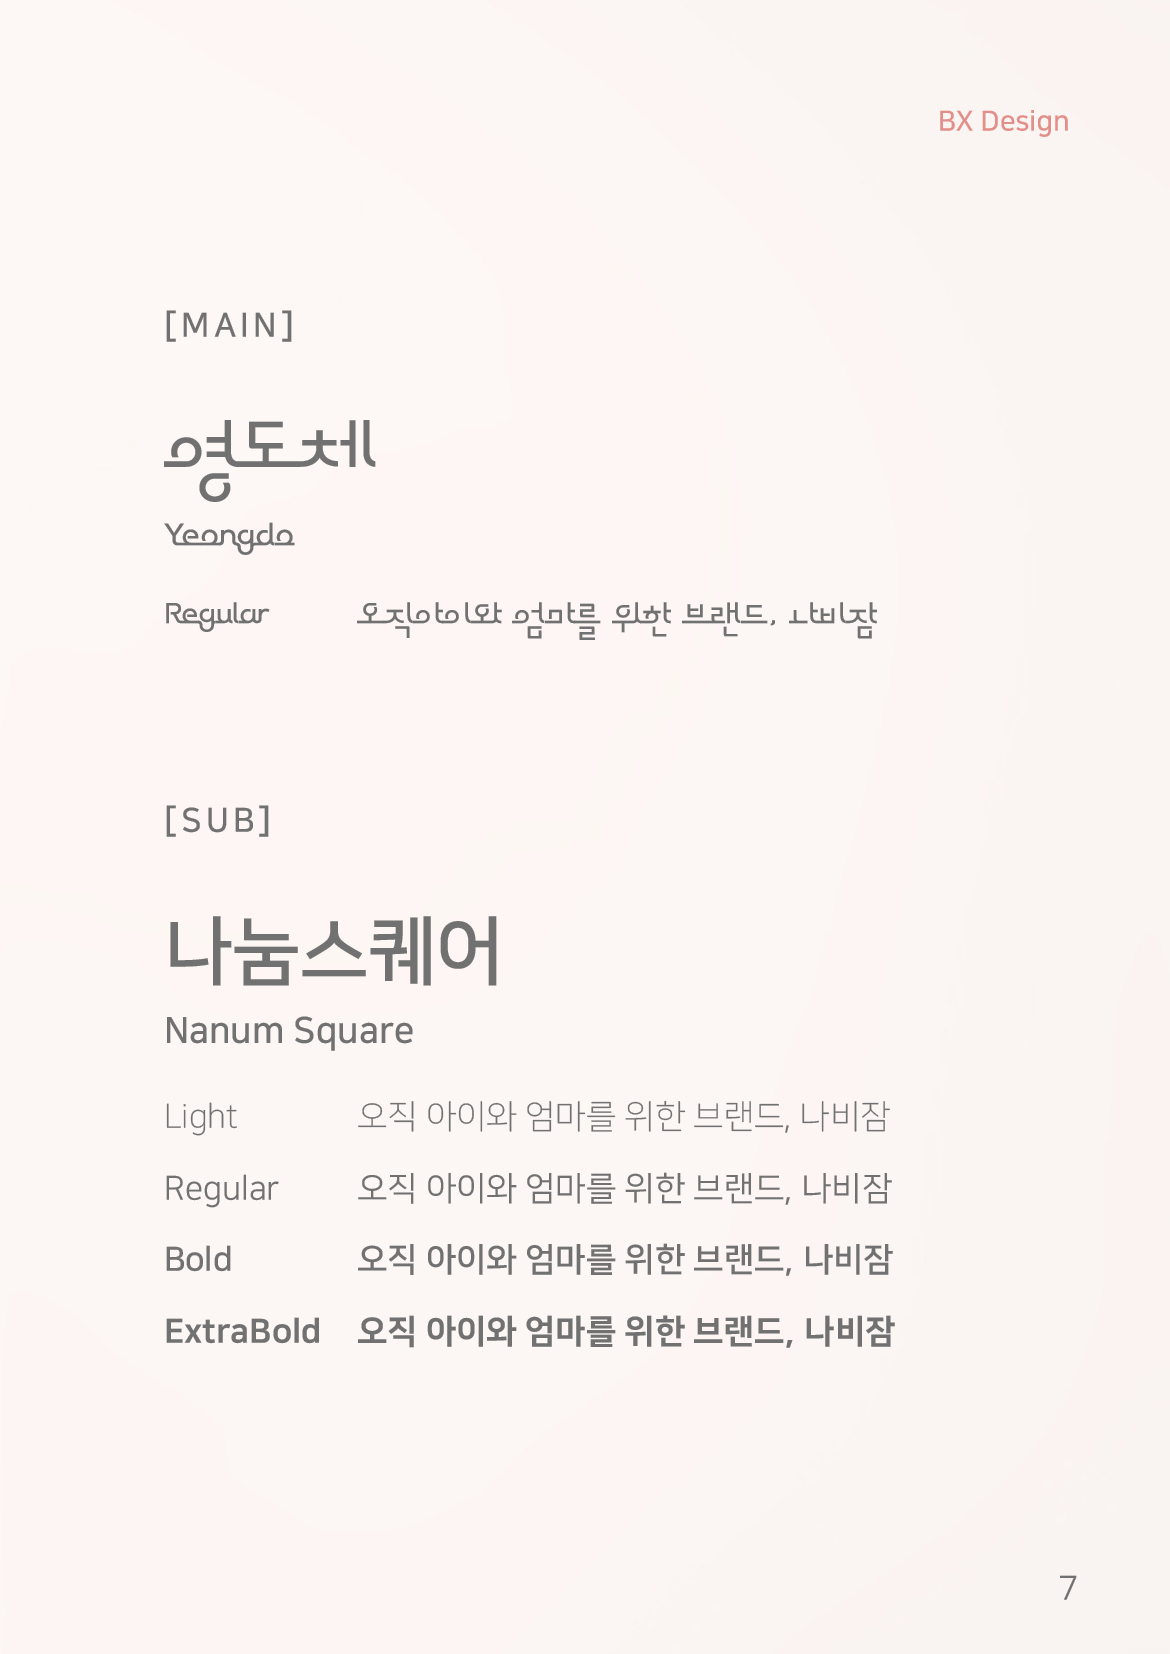 BX Design
[MAIN]
영도체
Yeongdo
Regular 오직아이와 엄마를 위한 브랜드, 나비잠
[SUB]
나눔스퀘어
Nanum Square
Light 오직 아이와 엄마를 위한 브랜드, 나비잠
Regular 오직 아이와 엄마를 위한 브랜드, 나비잠
Bold 오직 아이와 엄마를 위한 브랜드, 나비잠
ExtraBold 오직 아이와 엄마를 위한 브랜드, 나비잠
7